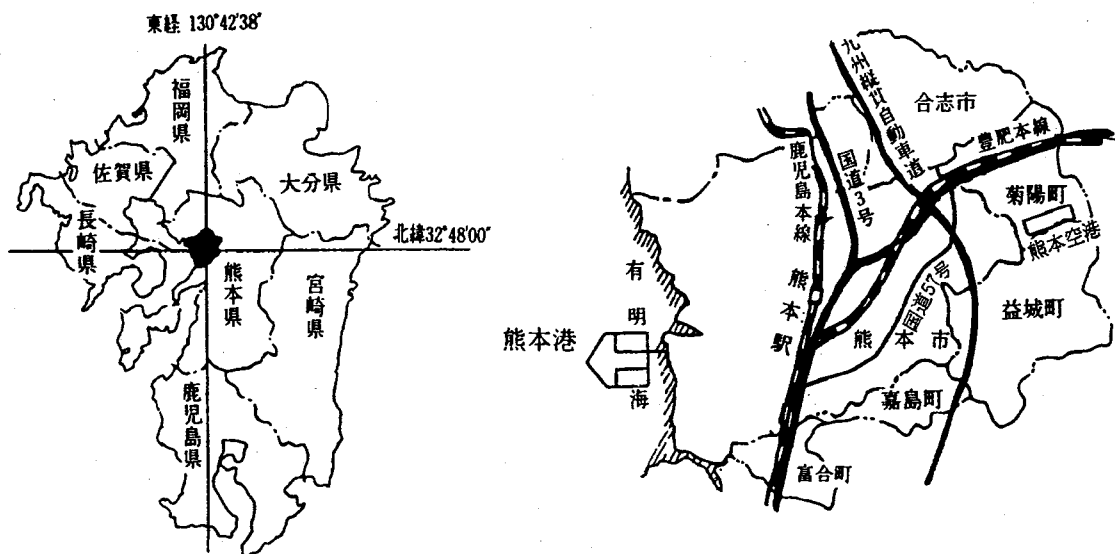 東経 130°42'38"
福岡県
佐賀県
長崎県
大分県
北緯32°48'00"
熊本県
宮崎県
鹿児島県
九州縦貫自動車道
合志市
豊肥本線
鹿児島本線
国道3号
菊陽町
熊本空港
有明海
熊本港
熊本駅
国道57号
熊本市
益城町
嘉島町
富合町